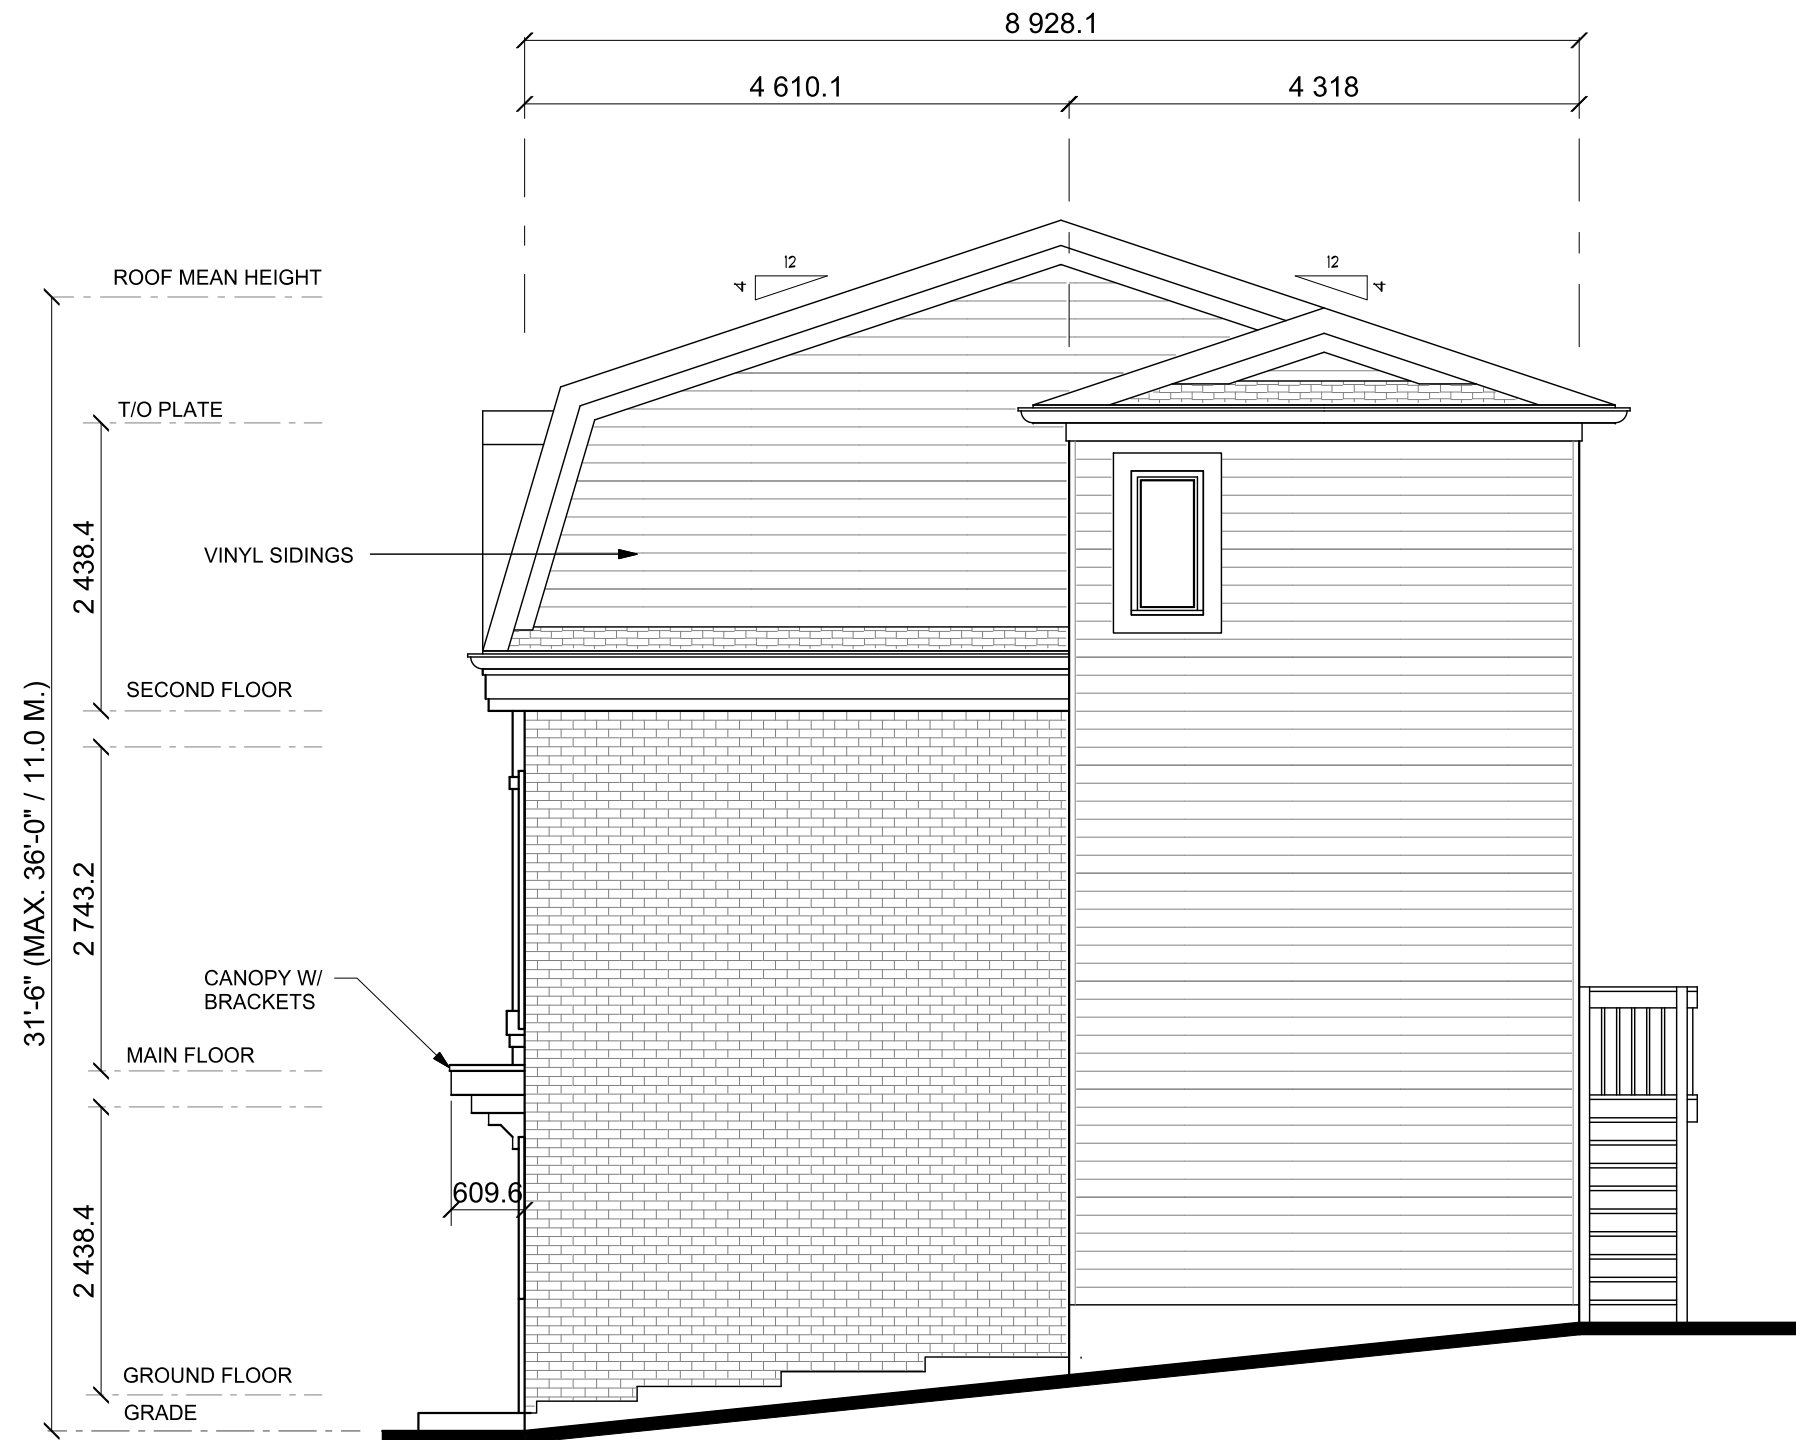 8 928.1
4 610.1
4 318
12
4
12
4
ROOF MEAN HEIGHT
T/O PLATE
2 438.4
VINYL SIDINGS
SECOND FLOOR
31'-6" (MAX. 36'-0" / 11.0 M.)
2 743.2
CANOPY W/
BRACKETS
MAIN FLOOR
609.6
2 438.4
GROUND FLOOR
GRADE